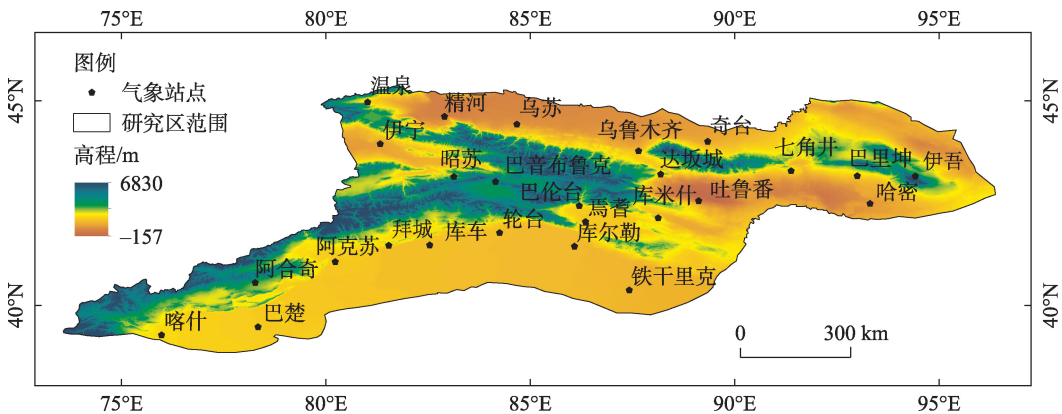 75°E 80°E 85°E 90°E 95°E
45°N 45°N
40°N 40°N
图例
气象站点
研究区范围
高程/m
6830
−157
温泉
精河
乌苏
伊宁
乌鲁木齐
奇台
昭苏
巴音布鲁克
达坂城
七角井
巴里坤
伊吾
巴伦台
库米什
吐鲁番
哈密
焉耆
轮台
库尔勒
拜城
库车
阿克苏
阿合奇
铁干里克
喀什
巴楚
0 300 km
75°E 80°E 85°E 90°E 95°E